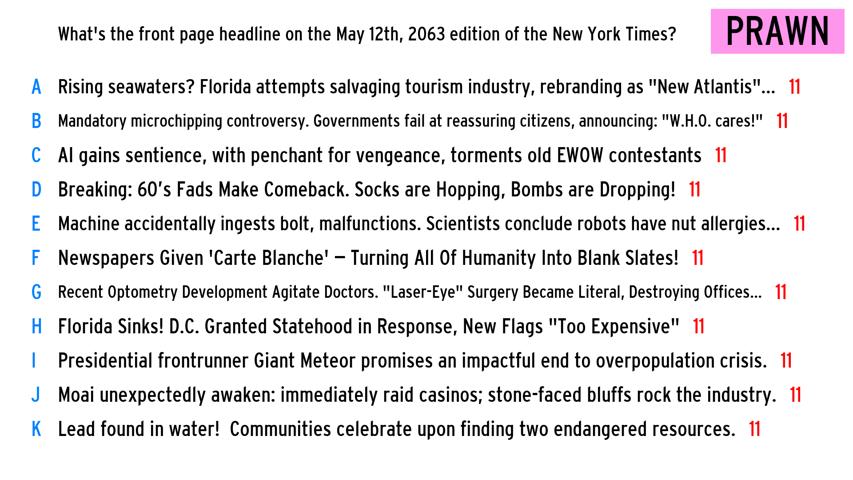 What's the front page headline on the May 12th, 2063 edition of the New York Times?
PRAWN
A Rising seawaters? Florida attempts salvaging tourism industry, rebranding as "New Atlantis"... 11
B Mandatory microchipping controversy. Governments fail at reassuring citizens, announcing: "W.H.O. cares!" 11
C AI gains sentience, with penchant for vengeance, torments old EWOW contestants 11
D Breaking: 60's Fads Make Comeback. Socks are Hopping, Bombs are Dropping! 11
E Machine accidentally ingests bolt, malfunctions. Scientists conclude robots have nut allergies... 11
F Newspapers Given 'Carte Blanche' – Turning All Of Humanity Into Blank Slates! 11
G Recent Optometry Development Agitate Doctors. "Laser-Eye" Surgery Became Literal, Destroying Offices... 11
H Florida Sinks! D.C. Granted Statehood in Response, New Flags "Too Expensive" 11
I Presidential frontrunner Giant Meteor promises an impactful end to overpopulation crisis. 11
J Moai unexpectedly awaken: immediately raid casinos; stone-faced bluffs rock the industry. 11
K Lead found in water!  Communities celebrate upon finding two endangered resources. 11